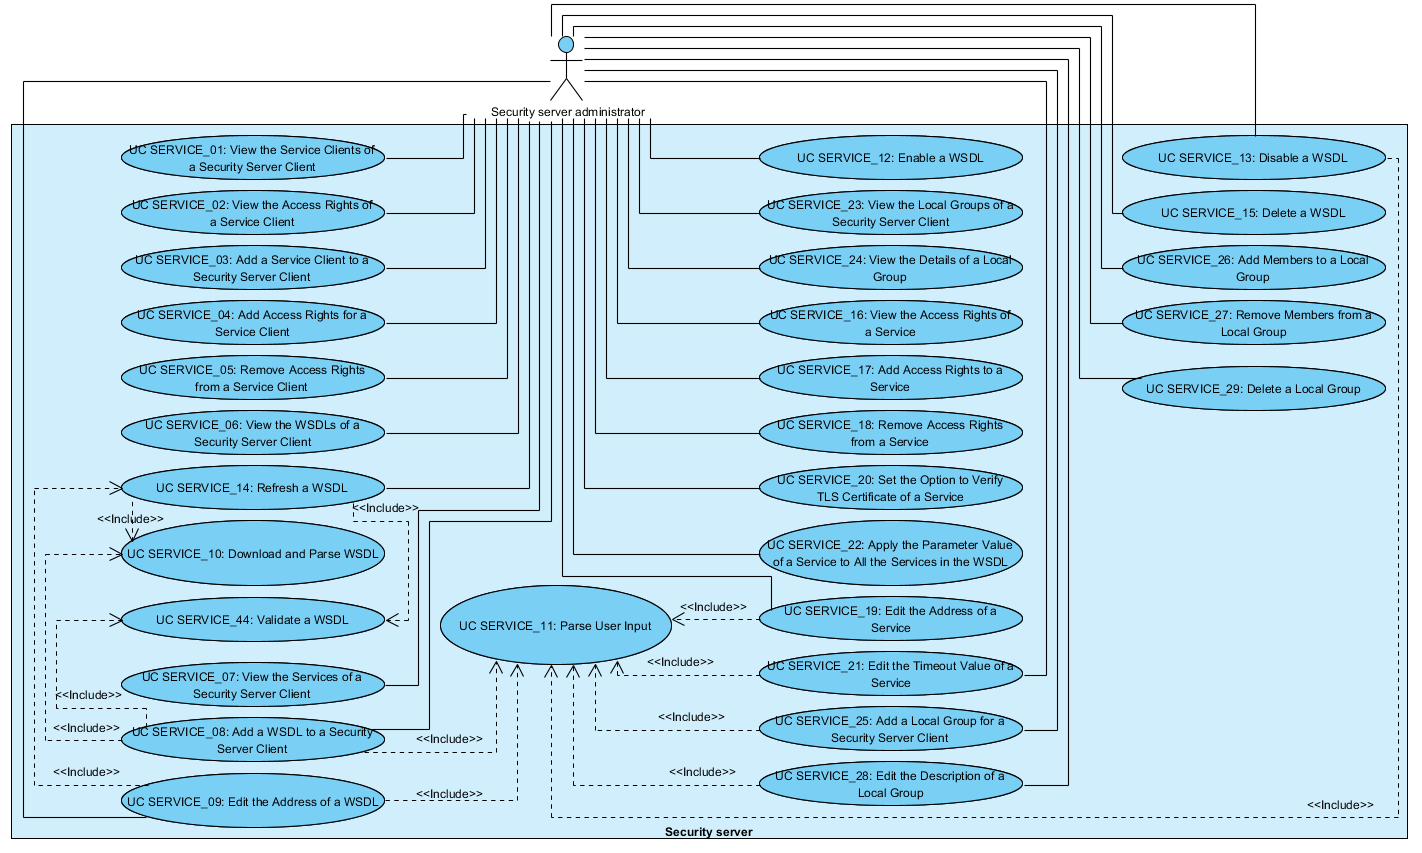 Security server administrator
UC SERVICE_01: View the Service Clients of
a Security Server Client
UC SERVICE_02: View the Access Rights of
a Service Client
UC SERVICE_03: Add a Service Client to a
Security Server Client
UC SERVICE_04: Add Access Rights for a
Service Client
UC SERVICE_05: Remove Access Rights
from a Service Client
UC SERVICE_06: View the WSDLs of a
Security Server Client
UC SERVICE_14: Refresh a WSDL
<<Include>>
<<Include>>
UC SERVICE_10: Download and Parse WSDL
UC SERVICE_44: Validate a WSDL
UC SERVICE_07: View the Services of a
Security Server Client
<<Include>>
<<Include>>
UC SERVICE_08: Add a WSDL to a Security
Server Client
<<Include>>
<<Include>>
UC SERVICE_09: Edit the Address of a WSDL
<<Include>>
UC SERVICE_11: Parse User Input
UC SERVICE_12: Enable a WSDL
UC SERVICE_23: View the Local Groups of a
Security Server Client
UC SERVICE_24: View the Details of a Local
Group
UC SERVICE_16: View the Access Rights of
a Service
UC SERVICE_17: Add Access Rights to a
Service
UC SERVICE_18: Remove Access Rights
from a Service
UC SERVICE_20: Set the Option to Verify
TLS Certificate of a Service
UC SERVICE_22: Apply the Parameter Value
of a Service to All the Services in the WSDL
<<Include>>
UC SERVICE_19: Edit the Address of a
Service
<<Include>>
UC SERVICE_21: Edit the Timeout Value of a
Service
<<Include>>
UC SERVICE_25: Add a Local Group for a
Security Server Client
<<Include>>
UC SERVICE_28: Edit the Description of a
Local Group
UC SERVICE_13: Disable a WSDL
UC SERVICE_15: Delete a WSDL
UC SERVICE_26: Add Members to a Local
Group
UC SERVICE_27: Remove Members from a
Local Group
UC SERVICE_29: Delete a Local Group
<<Include>>
Security server